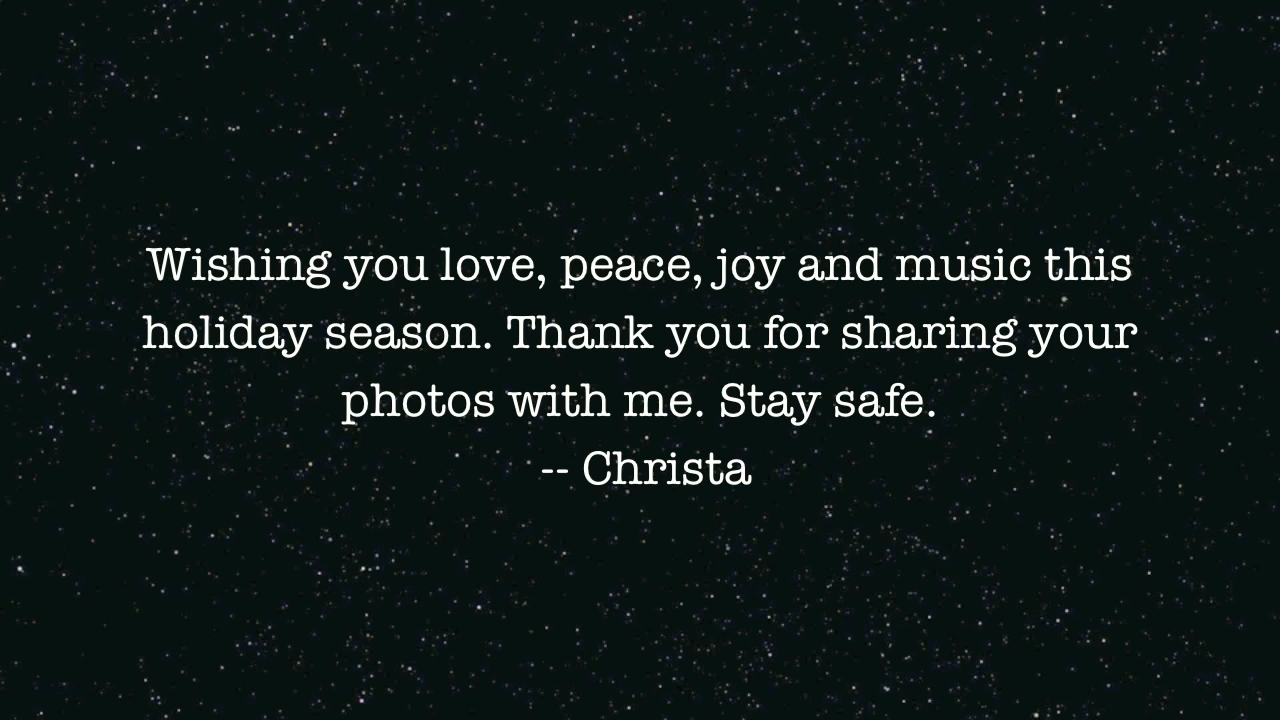 Wishing you love, peace, joy and music this
holiday season. Thank you for sharing your
photos with me. Stay safe.
-- Christa